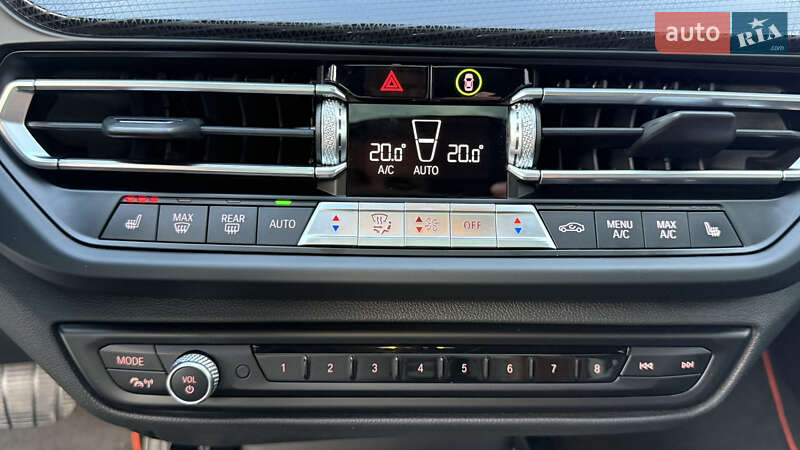 auto RIA .com
20.0 20.0
A/C AUTO
MAX REAR AUTO OFF MENU A/C MAX A/C
MODE
VOL
1 2 3 4 5 6 7 8